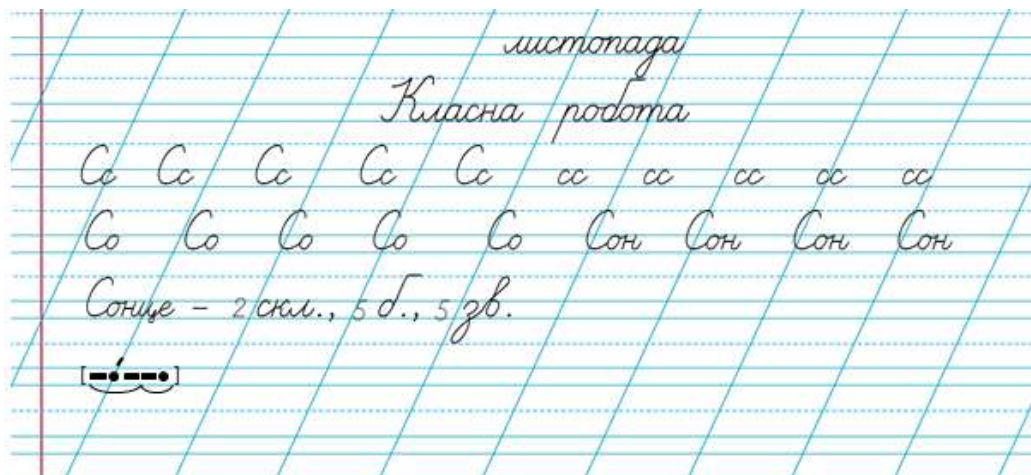 листопада
Класна робота
Сс Сс Сс Сс Сс сс сс сс сс сс
Со Со Со Со Со Сон Сон Сон Сон
Сонце – 2 скл., 5 б., 5 зв.